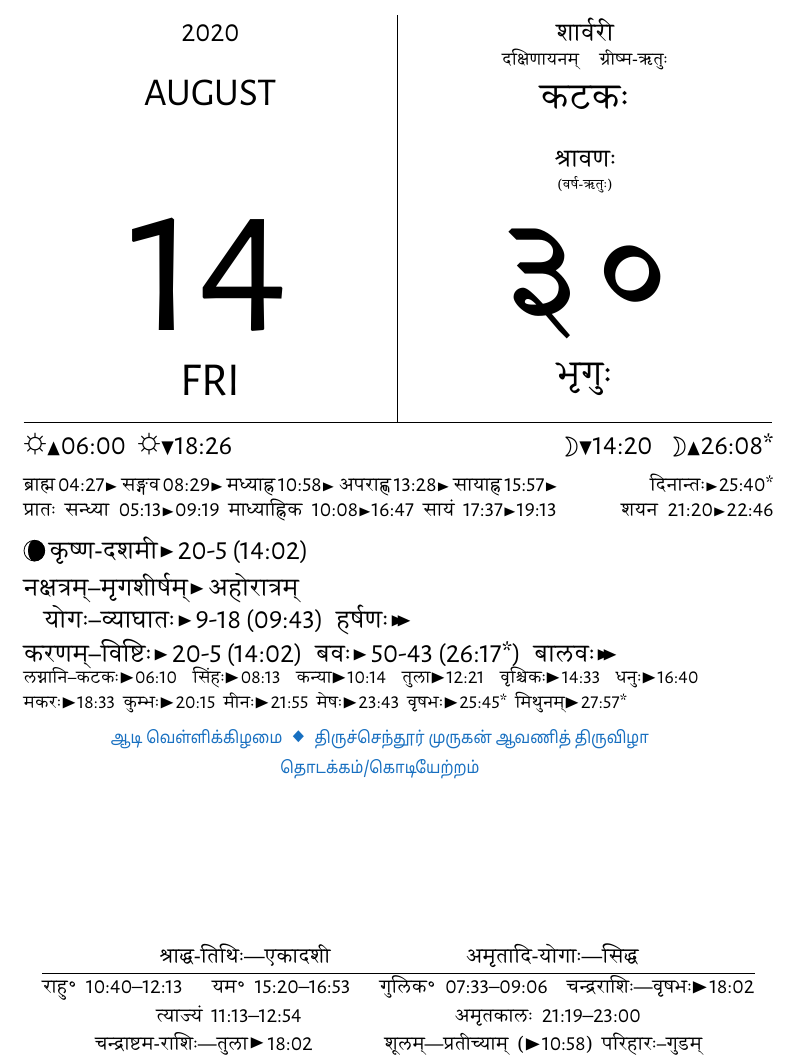 2020
AUGUST
14
FRI
शार्वरी
दक्षिणायनम् ग्रीष्म-ऋतुः
कटकः
श्रावणः
(वर्ष-ऋतुः)
३०
भृगुः
▲06:00 ▼18:26 ▼14:20 ▲26:08*
ब्राह्म 04:27► सङ्गव 08:29► मध्याह्न 10:58► अपराह्ण 13:28► सायाह्न 15:57► दिनान्तः►25:40*
प्रातः सन्ध्या 05:13►09:19 माध्याह्निक 10:08►16:47 सायं 17:37►19:13 शयन 21:20►22:46
कृष्ण-दशमी►20-5 (14:02)
नक्षत्रम्–मृगशीर्षम्► अहोरात्रम्
योगः–व्याघातः►9-18 (09:43) हर्षणः►►
करणम्–विष्टिः►20-5 (14:02) बवः►50-43 (26:17*) बालवः►►
लग्नानि–कटकः►06:10 सिंहः►08:13 कन्या►10:14 तुला►12:21 वृश्चिकः►14:33 धनुः►16:40
मकरः►18:33 कुम्भः►20:15 मीनः►21:55 मेषः►23:43 वृषभः►25:45* मिथुनम्►27:57*
ஆடி வெள்ளிக்கிழமை ◆ திருச்செந்தூர் முருகன் ஆவணித் திருவிழா
தொடக்கம்/கொடியேற்றம்
श्राद्ध-तिथिः—एकादशी अमृतादि-योगाः—सिद्ध
राहु° 10:40–12:13 यम° 15:20–16:53 गुलिक° 07:33–09:06 चन्द्रराशिः—वृषभः►18:02
त्याज्यं 11:13–12:54 अमृतकालः 21:19–23:00
चन्द्राष्टम-राशिः—तुला►18:02 शूलम्—प्रतीच्याम् (►10:58) परिहारः–गुडम्